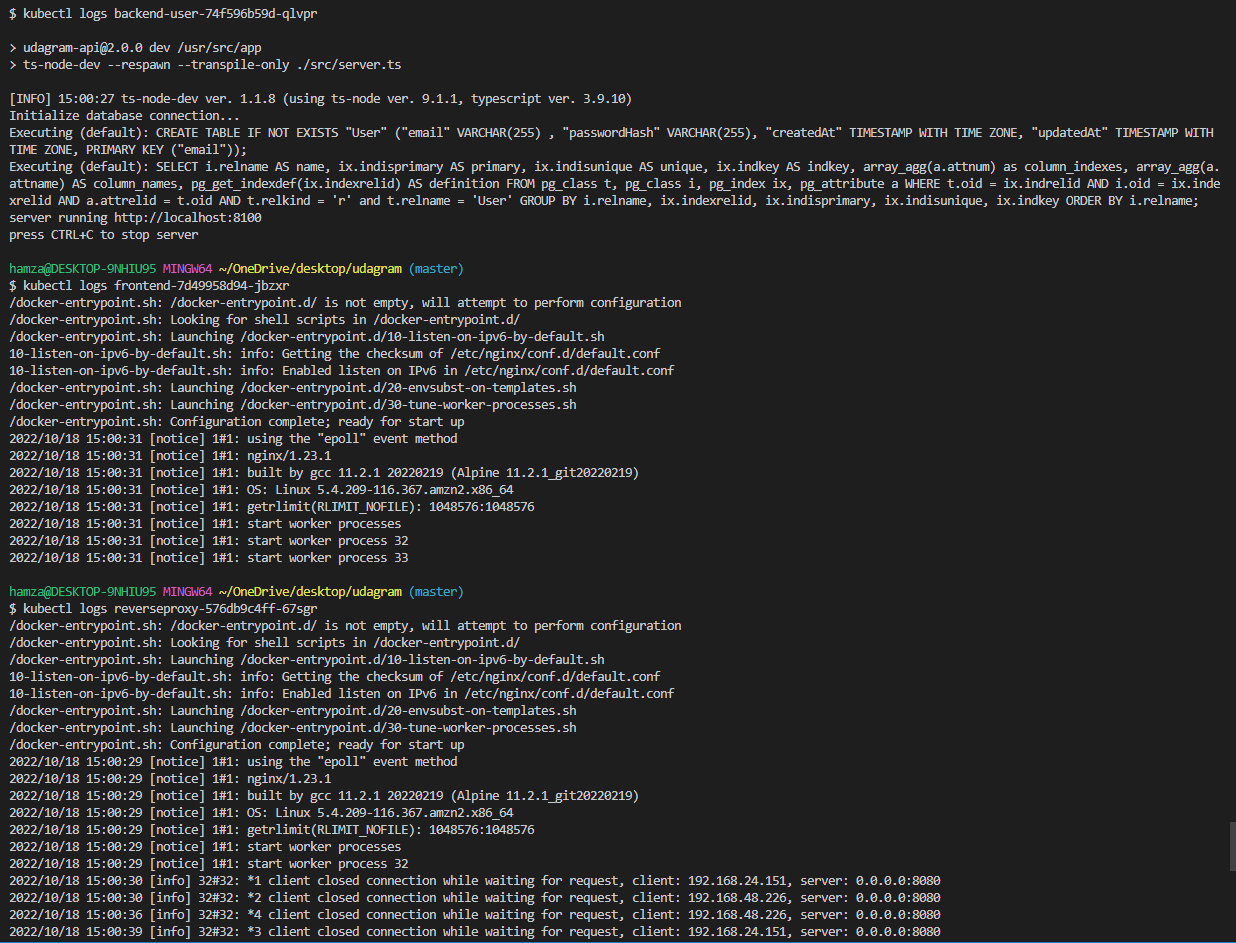 $ kubectl logs backend-user-74f596b59d-qlvpr
> udagram-api@2.0.0 dev /usr/src/app
> ts-node-dev --respawn --transpile-only ./src/server.ts
[INFO] 15:00:27 ts-node-dev ver. 1.1.8 (using ts-node ver. 9.1.1, typescript ver. 3.9.10)
Initialize database connection...
Executing (default): CREATE TABLE IF NOT EXISTS "User" ("email" VARCHAR(255) , "passwordHash" VARCHAR(255), "createdAt" TIMESTAMP WITH TIME ZONE, "updatedAt" TIMESTAMP WITH
TIME ZONE, PRIMARY KEY ("email"));
Executing (default): SELECT i.relname AS name, ix.indisprimary AS primary, ix.indisunique AS unique, ix.indkey AS indkey, array_agg(a.attnum) as column_indexes, array_agg(a.
attname) AS column_names, pg_get_indexdef(ix.indexrelid) AS definition FROM pg_class t, pg_class i, pg_index ix, pg_attribute a WHERE t.oid = ix.indrelid AND i.oid = ix.inde
xrelid AND a.attrelid = t.oid AND t.relkind = 'r' and t.relname = 'User' GROUP BY i.relname, ix.indexrelid, ix.indisprimary, ix.indisunique, ix.indkey ORDER BY i.relname;
server running http://localhost:8100
press CTRL+C to stop server
hamza@DESKTOP-9NHIU95 MINGW64 ~/OneDrive/desktop/udagram (master)
$ kubectl logs frontend-7d49958d94-jbzxr
/docker-entrypoint.sh: /docker-entrypoint.d/ is not empty, will attempt to perform configuration
/docker-entrypoint.sh: Looking for shell scripts in /docker-entrypoint.d/
/docker-entrypoint.sh: Launching /docker-entrypoint.d/10-listen-on-ipv6-by-default.sh
10-listen-on-ipv6-by-default.sh: info: Getting the checksum of /etc/nginx/conf.d/default.conf
10-listen-on-ipv6-by-default.sh: info: Enabled listen on IPv6 in /etc/nginx/conf.d/default.conf
/docker-entrypoint.sh: Launching /docker-entrypoint.d/20-envsubst-on-templates.sh
/docker-entrypoint.sh: Launching /docker-entrypoint.d/30-tune-worker-processes.sh
/docker-entrypoint.sh: Configuration complete; ready for start up
2022/10/18 15:00:31 [notice] 1#1: using the "epoll" event method
2022/10/18 15:00:31 [notice] 1#1: nginx/1.23.1
2022/10/18 15:00:31 [notice] 1#1: built by gcc 11.2.1 20220219 (Alpine 11.2.1_git20220219)
2022/10/18 15:00:31 [notice] 1#1: OS: Linux 5.4.209-116.367.amzn2.x86_64
2022/10/18 15:00:31 [notice] 1#1: getrlimit(RLIMIT_NOFILE): 1048576:1048576
2022/10/18 15:00:31 [notice] 1#1: start worker processes
2022/10/18 15:00:31 [notice] 1#1: start worker process 32
2022/10/18 15:00:31 [notice] 1#1: start worker process 33
hamza@DESKTOP-9NHIU95 MINGW64 ~/OneDrive/desktop/udagram (master)
$ kubectl logs reverseproxy-576db9c4ff-67sgr
/docker-entrypoint.sh: /docker-entrypoint.d/ is not empty, will attempt to perform configuration
/docker-entrypoint.sh: Looking for shell scripts in /docker-entrypoint.d/
/docker-entrypoint.sh: Launching /docker-entrypoint.d/10-listen-on-ipv6-by-default.sh
10-listen-on-ipv6-by-default.sh: info: Getting the checksum of /etc/nginx/conf.d/default.conf
10-listen-on-ipv6-by-default.sh: info: Enabled listen on IPv6 in /etc/nginx/conf.d/default.conf
/docker-entrypoint.sh: Launching /docker-entrypoint.d/20-envsubst-on-templates.sh
/docker-entrypoint.sh: Launching /docker-entrypoint.d/30-tune-worker-processes.sh
/docker-entrypoint.sh: Configuration complete; ready for start up
2022/10/18 15:00:29 [notice] 1#1: using the "epoll" event method
2022/10/18 15:00:29 [notice] 1#1: nginx/1.23.1
2022/10/18 15:00:29 [notice] 1#1: built by gcc 11.2.1 20220219 (Alpine 11.2.1_git20220219)
2022/10/18 15:00:29 [notice] 1#1: OS: Linux 5.4.209-116.367.amzn2.x86_64
2022/10/18 15:00:29 [notice] 1#1: getrlimit(RLIMIT_NOFILE): 1048576:1048576
2022/10/18 15:00:29 [notice] 1#1: start worker processes
2022/10/18 15:00:29 [notice] 1#1: start worker process 32
2022/10/18 15:00:30 [info] 32#32: *1 client closed connection while waiting for request, client: 192.168.24.151, server: 0.0.0.0:8080
2022/10/18 15:00:30 [info] 32#32: *2 client closed connection while waiting for request, client: 192.168.48.226, server: 0.0.0.0:8080
2022/10/18 15:00:36 [info] 32#32: *4 client closed connection while waiting for request, client: 192.168.48.226, server: 0.0.0.0:8080
2022/10/18 15:00:39 [info] 32#32: *3 client closed connection while waiting for request, client: 192.168.24.151, server: 0.0.0.0:8080